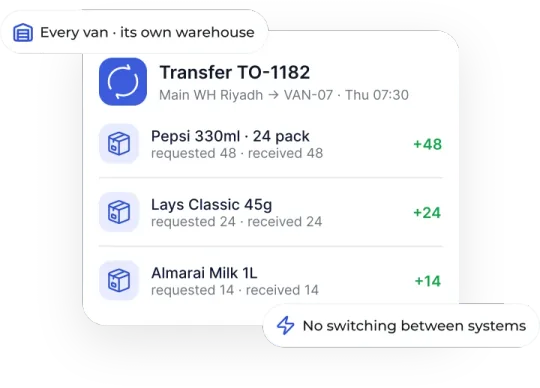 Every van · its own warehouse
Transfer TO-1182
Main WH Riyadh → VAN-07 · Thu 07:30
Pepsi 330ml · 24 pack
requested 48 · received 48
+48
Lays Classic 45g
requested 24 · received 24
+24
Almarai Milk 1L
requested 14 · received 14
+14
No switching between systems